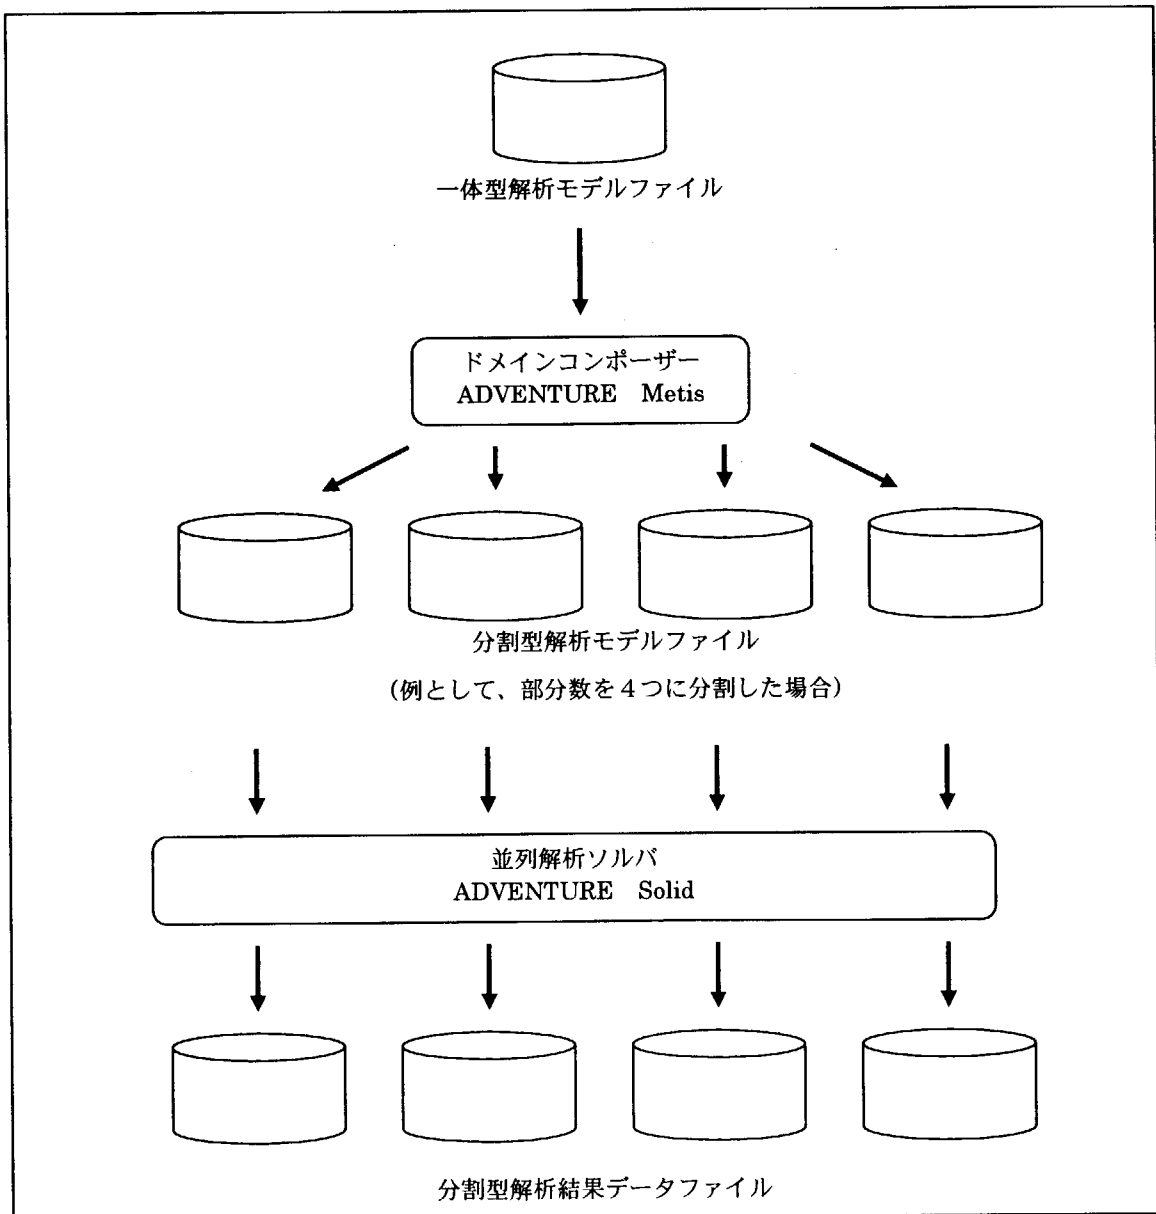 一体型解析モデルファイル
ドメインコンポーザー
ADVENTURE Metis
分割型解析モデルファイル
(例として、部分数を4つに分割した場合)
並列解析ソルバ
ADVENTURE Solid
分割型解析結果データファイル